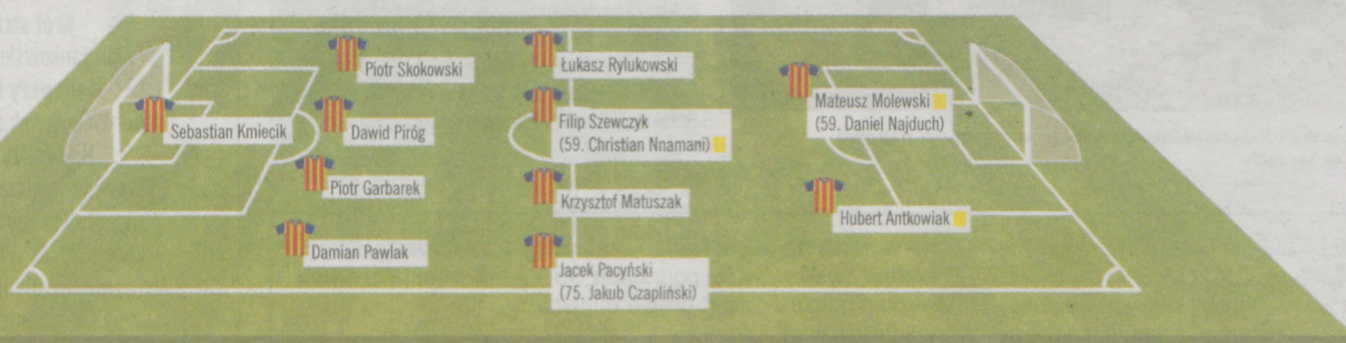 Piotr Skokowski
Łukasz Rylukowski
Mateusz Molewski
(59. Daniel Najduch)
Sebastian Kmiecik
Dawid Piróg
Filip Szewczyk
(59. Christian Nnamani)
Piotr Garbarek
Krzysztof Matuszak
Hubert Antkowiak
Damian Pawlak
Jacek Pacyński
(75. Jakub Czapliński)
Król